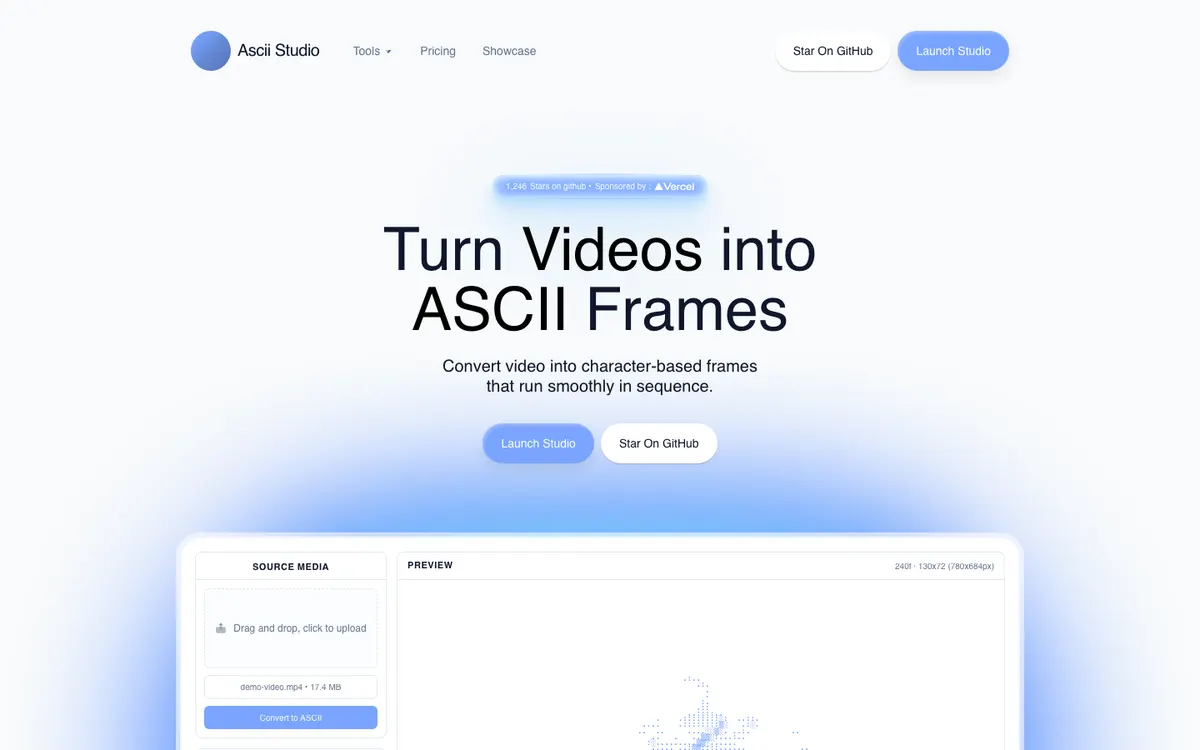 Ascii Studio
Tools
Pricing
Showcase
Star On GitHub
Launch Studio
1,246 Stars on github • Sponsored by : ▲Vercel
Turn Videos into
ASCII Frames
Convert video into character-based frames
that run smoothly in sequence.
Launch Studio
Star On GitHub
SOURCE MEDIA
Drag and drop, click to upload
demo-video.mp4 • 17.4 MB
Convert to ASCII
PREVIEW
240f · 130x72 (780x684px)